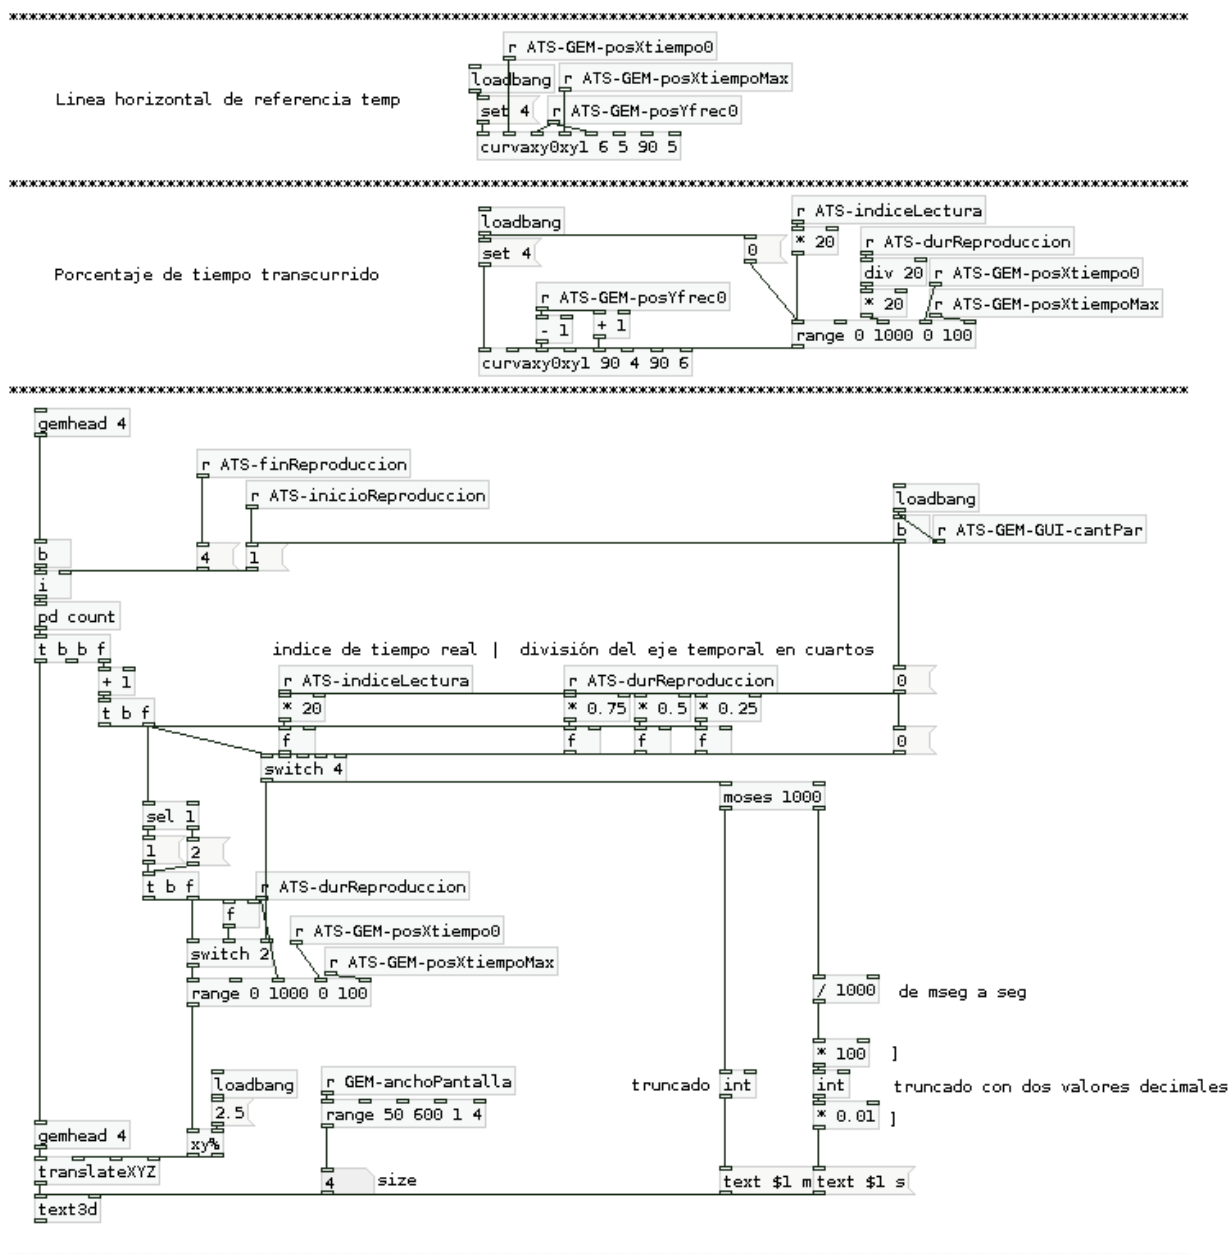 r ATS-GEM-posXtiempo0
loadbang
r ATS-GEM-posXtiempoMax
Linea horizontal de referencia temp
set 4
r ATS-GEM-posYfrec0
curvaxy0xy1 6 5 90 5
loadbang
r ATS-indiceLectura
set 4
0
* 20
r ATS-durReproduccion
Porcentaje de tiempo transcurrido
div 20
r ATS-GEM-posXtiempo0
r ATS-GEM-posYfrec0
* 20
r ATS-GEM-posXtiempoMax
- 1
+ 1
range 0 1000 0 100
curvaxy0xy1 90 4 90 6
gemhead 4
r ATS-finReproduccion
r ATS-inicioReproduccion
loadbang
b
r ATS-GEM-GUI-cantPar
b
4
1
i
pd count
t b b f
indice de tiempo real | división del eje temporal en cuartos
+ 1
r ATS-indiceLectura
r ATS-durReproduccion
0
t b f
* 20
* 0.75
* 0.5
* 0.25
f
f
f
f
0
switch 4
moses 1000
sel 1
1
2
t b f
r ATS-durReproduccion
f
r ATS-GEM-posXtiempo0
switch 2
r ATS-GEM-posXtiempoMax
range 0 1000 0 100
/ 1000
de mseg a seg
* 100
]
loadbang
r GEM-anchoPantalla
truncado
int
int
truncado con dos valores decimales
2.5
range 50 600 1 4
* 0.01
]
gemhead 4
xy%
translateXYZ
4
size
text $1 m
text $1 s
text3d